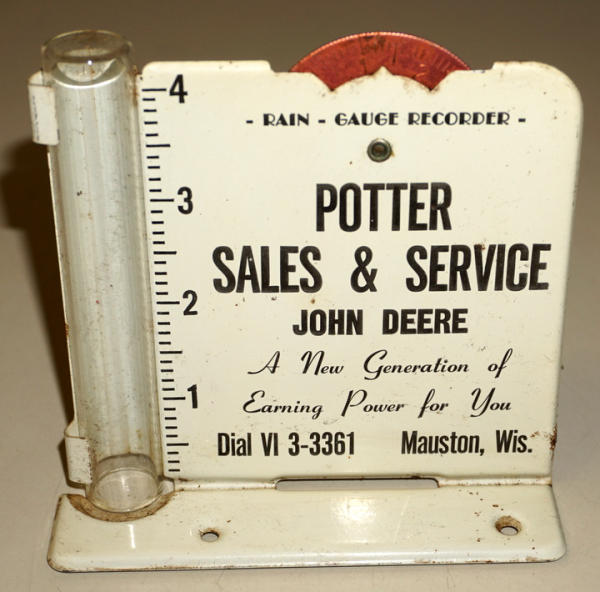 - RAIN - GAUGE RECORDER -
POTTER
SALES & SERVICE
JOHN DEERE
A New Generation of
Earning Power for You
Dial VI 3-3361 Mauston, Wis.
4
3
2
1